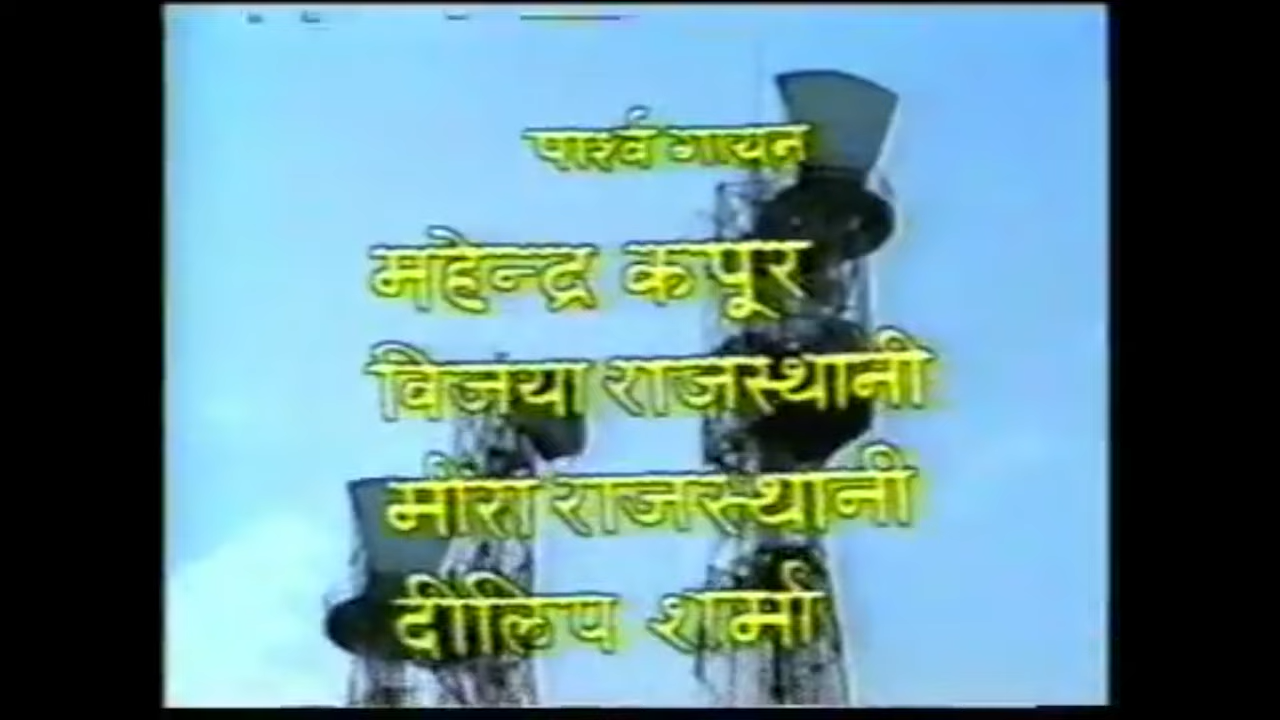 पार्श्व गायन
महेन्द्र कपूर
विजया राजस्थानी
मीरा राजस्थानी
दीलिप शर्मा